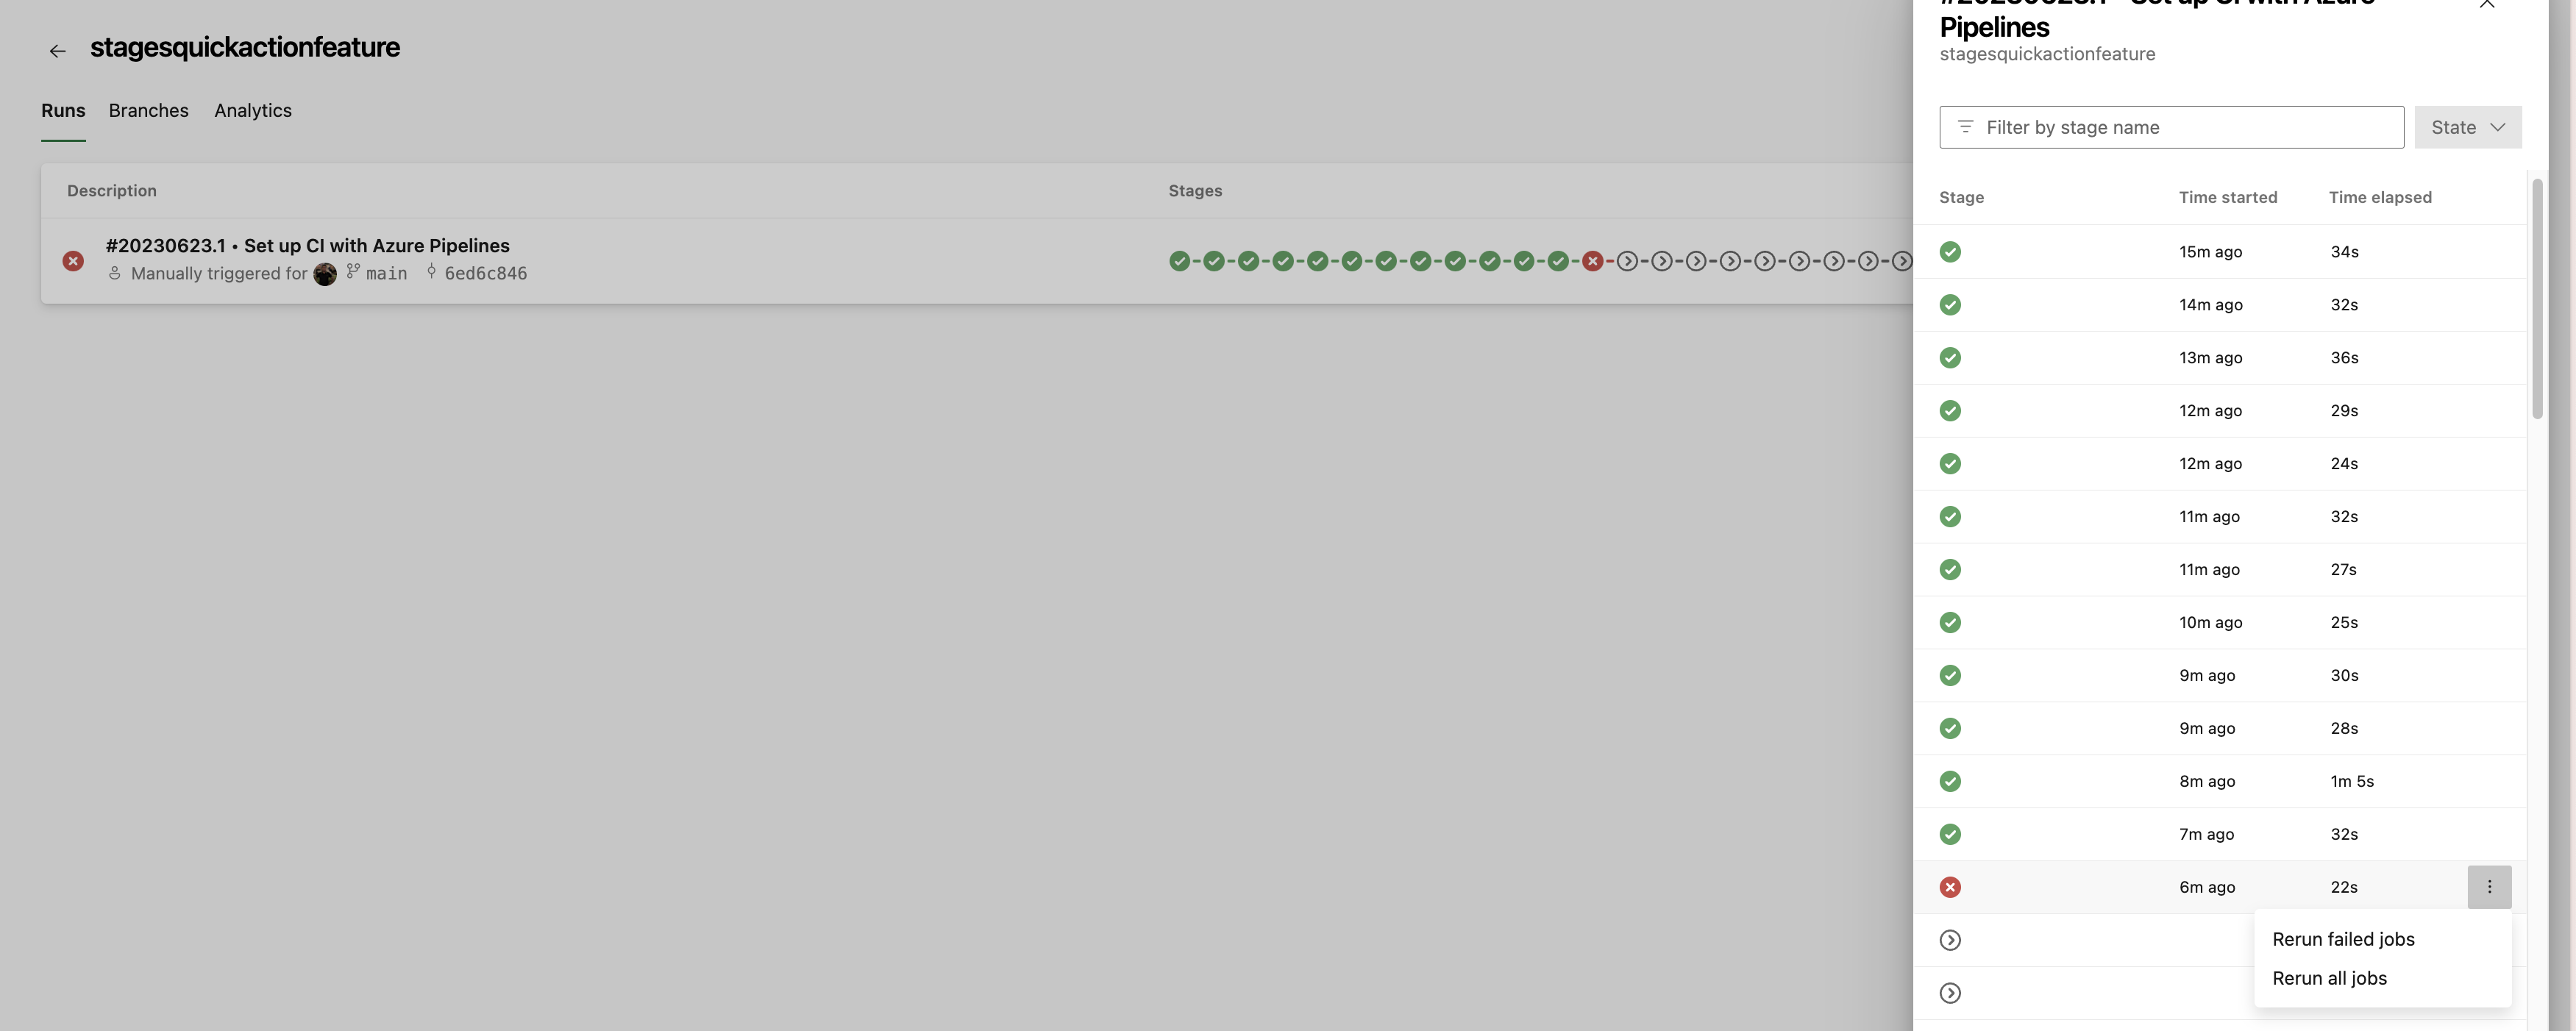 stagesquickactionfeature
Runs Branches Analytics
Description Stages
#20230623.1 • Set up CI with Azure Pipelines
Manually triggered for main 6ed6c846
#20230623.1 • Set up CI with Azure
Pipelines
stagesquickactionfeature
Filter by stage name State
Stage Time started Time elapsed
15m ago 34s
14m ago 32s
13m ago 36s
12m ago 29s
12m ago 24s
11m ago 32s
11m ago 27s
10m ago 25s
9m ago 30s
9m ago 28s
8m ago 1m 5s
7m ago 32s
6m ago 22s
Rerun failed jobs
Rerun all jobs